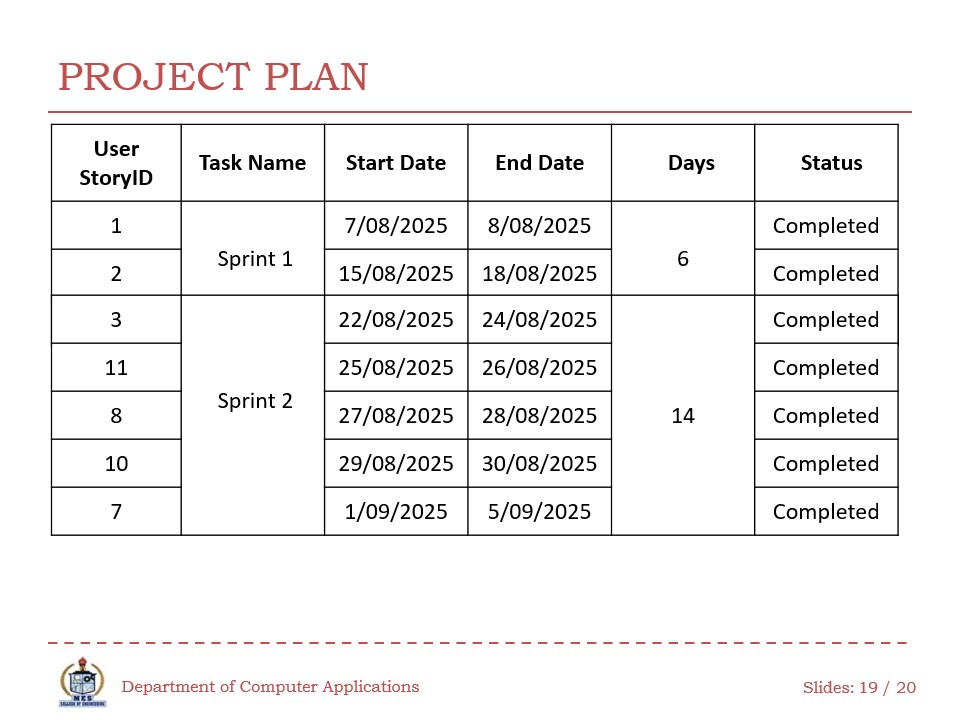 PROJECT PLAN
User StoryID Task Name Start Date End Date Days Status
1 Sprint 1 7/08/2025 8/08/2025 6 Completed
2 15/08/2025 18/08/2025 Completed
3 Sprint 2 22/08/2025 24/08/2025 14 Completed
11 25/08/2025 26/08/2025 Completed
8 27/08/2025 28/08/2025 Completed
10 29/08/2025 30/08/2025 Completed
7 1/09/2025 5/09/2025 Completed
MES
COLLEGE OF ENGINEERING
Department of Computer Applications
Slides: 19 / 20